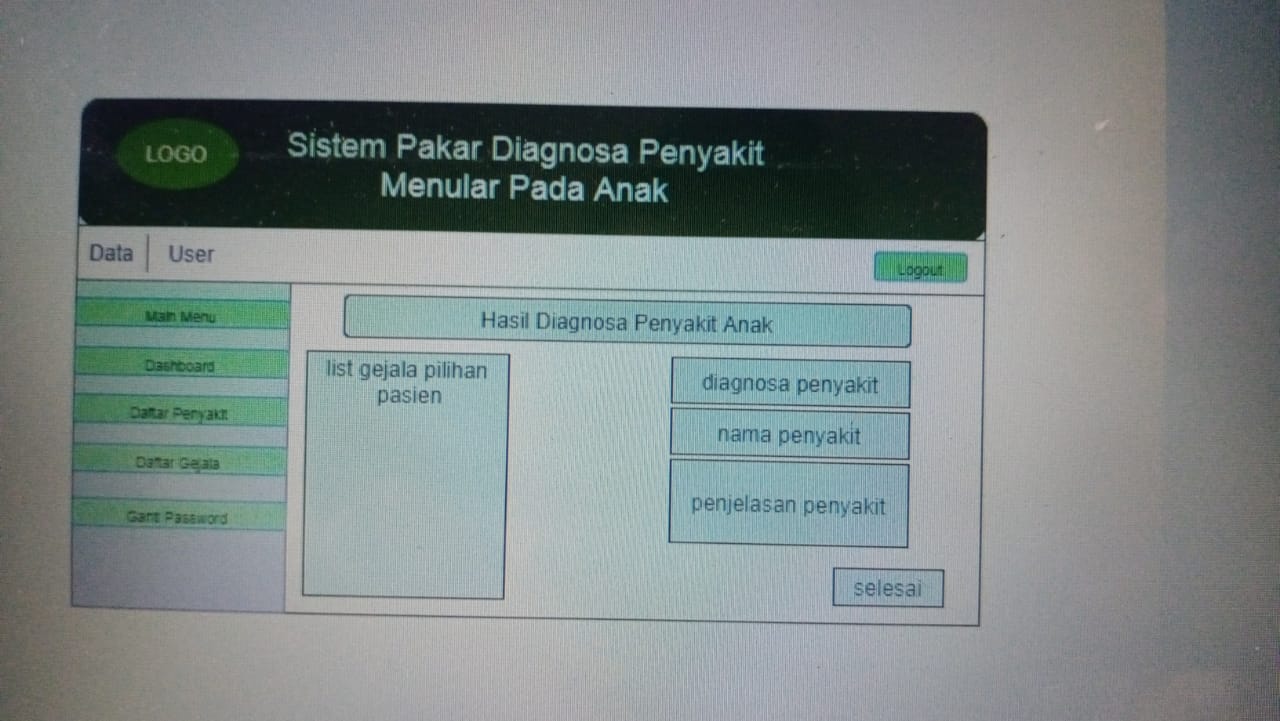 LOGO
Sistem Pakar Diagnosa Penyakit
Menular Pada Anak
Data
User
Logout
Main Menu
Dashboard
Daftar Penyakit
Daftar Gejala
Ganti Password
Hasil Diagnosa Penyakit Anak
list gejala pilihan
pasien
diagnosa penyakit
nama penyakit
penjelasan penyakit
selesai